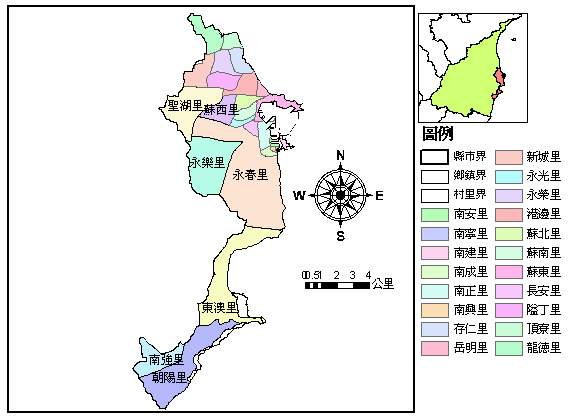 聖湖里
蘇西里
永樂里
永春里
東澳里
南強里
朝陽里
N
W
E
S
0 .5 1 2 3 4 公里
圖例
縣市界
鄉鎮界
村里界
南安里
南寧里
南建里
南成里
南正里
南興里
存仁里
岳明里
新城里
永光里
永榮里
港邊里
蘇北里
蘇南里
蘇東里
長安里
隘丁里
頂寮里
龍德里